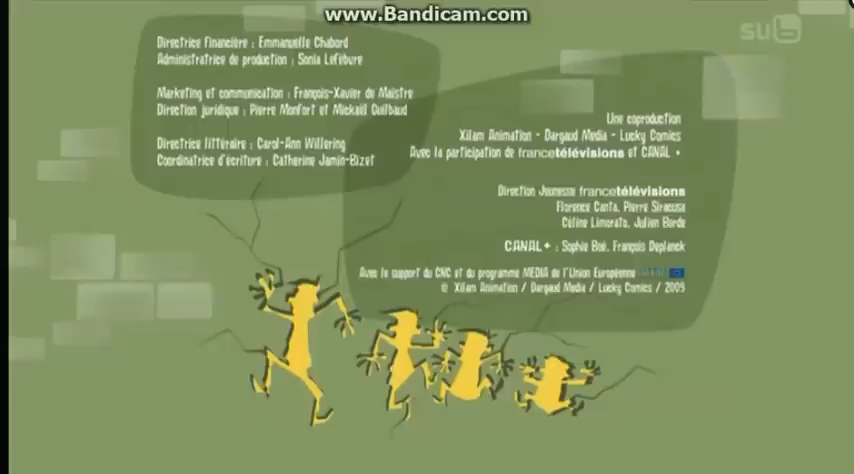 www.Bandicam.com
sub
Directrice financière : Emmanuelle Chabord
Administratrice de production : Sonia Lefébure
Marketing et communication : François-Xavier de Maistre
Direction juridique : Pierre Monfort et Mickaël Guilbaud
Directrice littéraire : Carol-Ann Willering
Coordinatrice d'écriture : Catherine Jamin-Bizet
Une coproduction
Xilam Animation - Dargaud Media - Lucky Comics
Avec la participation de francetélévisions et CANAL +
Direction Jeunesse francetélévisions
Florence Canta, Pierre Siracusa
Céline Limorato, Julien Borde
CANAL+ : Sophie Boé, François Deplanck
Avec le support du CNC et du programme MEDIA de l'Union Européenne
© Xilam Animation / Dargaud Media / Lucky Comics / 2009